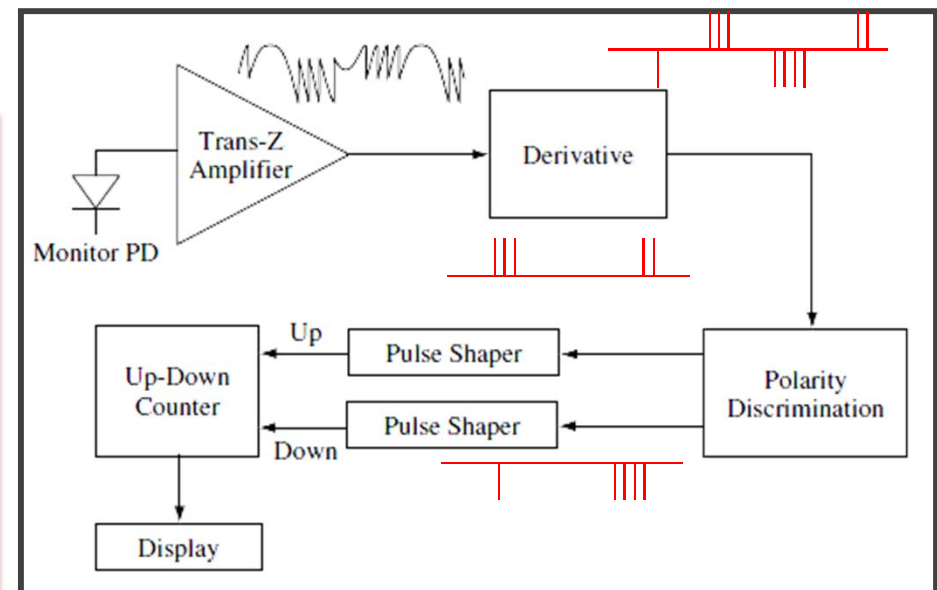 Trans-Z
Amplifier
Derivative
Monitor PD
Up
Pulse Shaper
Up-Down
Counter
Polarity
Discrimination
Pulse Shaper
Down
Display